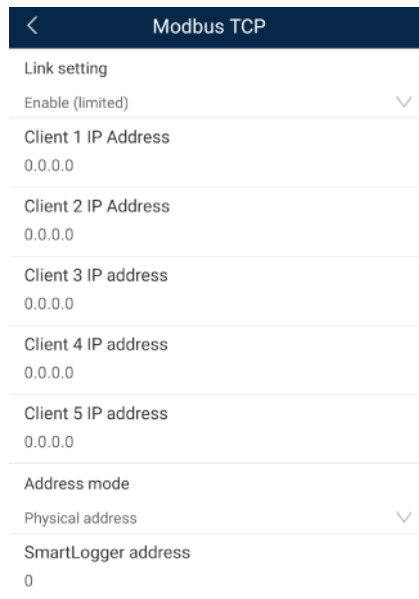 Modbus TCP
Link setting
Enable (limited)
Client 1 IP Address
0.0.0.0
Client 2 IP Address
0.0.0.0
Client 3 IP address
0.0.0.0
Client 4 IP address
0.0.0.0
Client 5 IP address
0.0.0.0
Address mode
Physical address
SmartLogger address
0